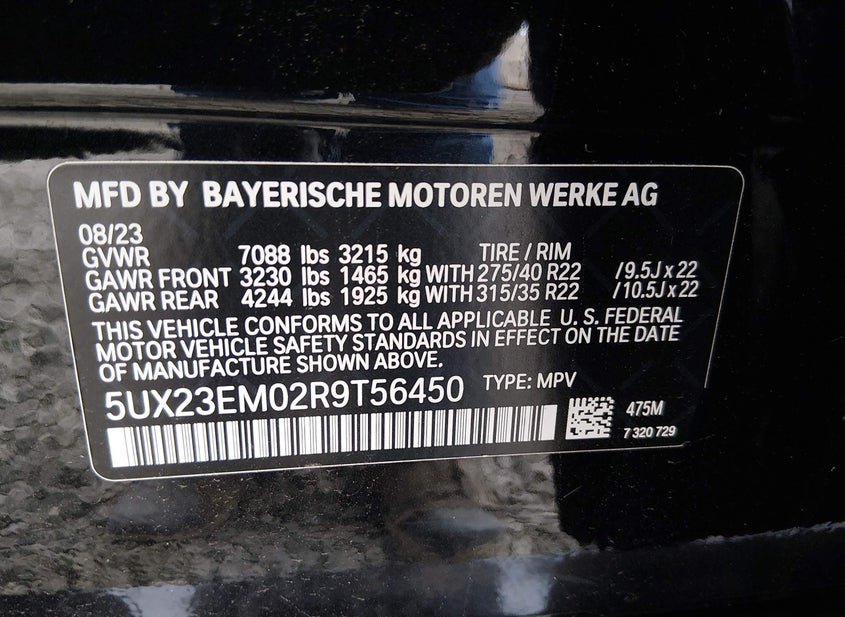 MFD BY BAYERISCHE MOTOREN WERKE AG
08/23
GVWR 7088 lbs 3215 kg TIRE / RIM
GAWR FRONT 3230 lbs 1465 kg WITH 275/40 R22 /9.5J x 22
GAWR REAR 4244 lbs 1925 kg WITH 315/35 R22 /10.5J x 22
THIS VEHICLE CONFORMS TO ALL APPLICABLE U. S. FEDERAL
MOTOR VEHICLE SAFETY STANDARDS IN EFFECT ON THE DATE
OF MANUFACTURE SHOWN ABOVE.
5UX23EM02R9T56450 TYPE: MPV
475M
7 320 729